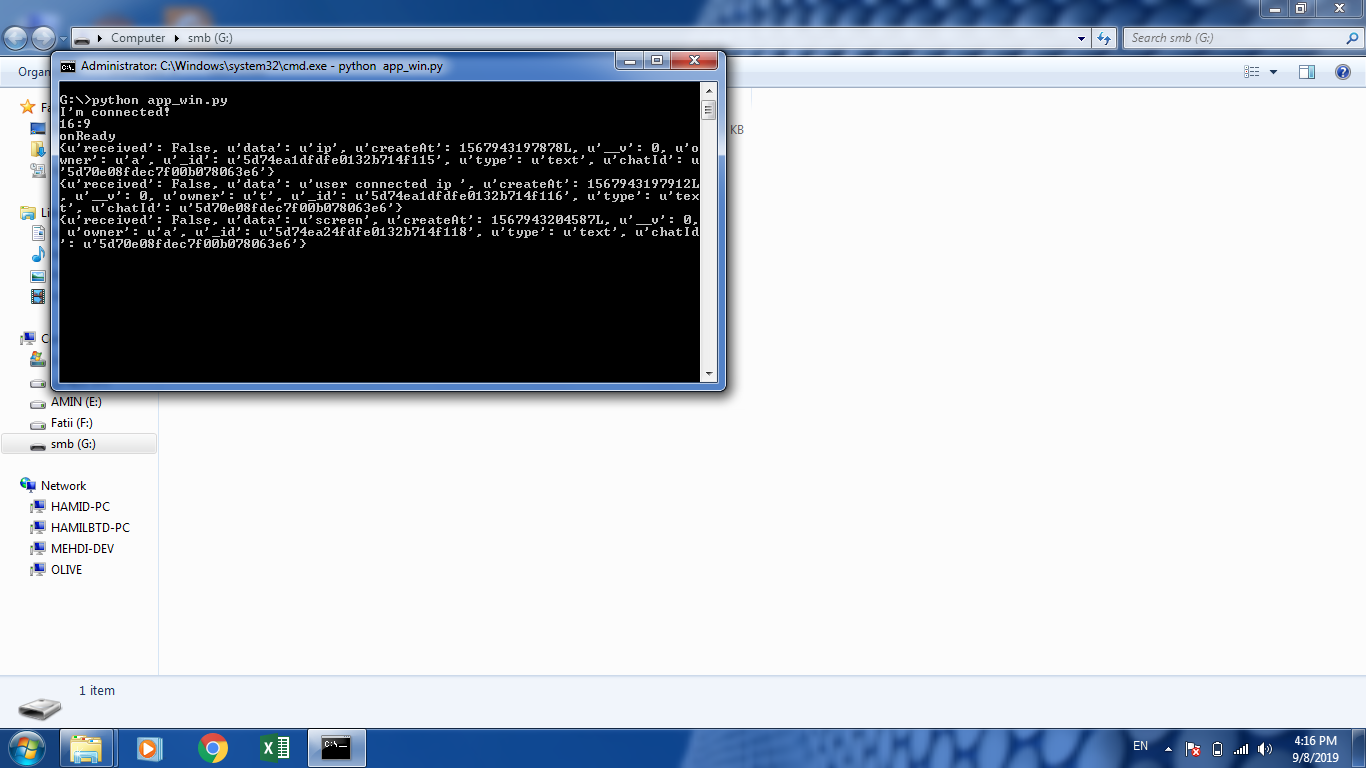 Computer ▸ smb (G:)
Search smb (G:)
Administrator: C:\Windows\system32\cmd.exe - python  app_win.py
Organ
G:\>python app_win.py
I'm connected!
16:9
onReady
{u'received': False, u'data': u'ip', u'createAt': 1567943197878L, u'__v': 0, u'o
wner': u'a', u'_id': u'5d74ea1dfdfe0132b714f115', u'type': u'text', u'chatId': u
'5d70e08fdec7f00b078063e6'}
{u'received': False, u'data': u'user connected ip ', u'createAt': 1567943197912L
, u'__v': 0, u'owner': u't', u'_id': u'5d74ea1dfdfe0132b714f116', u'type': u'tex
t', u'chatId': u'5d70e08fdec7f00b078063e6'}
{u'received': False, u'data': u'screen', u'createAt': 1567943204587L, u'__v': 0,
 u'owner': u'a', u'_id': u'5d74ea24fdfe0132b714f118', u'type': u'text', u'chatId
': u'5d70e08fdec7f00b078063e6'}
Fa
KB
Li
C
AMIN (E:)
Fatii (F:)
smb (G:)
Network
HAMID-PC
HAMILBTD-PC
MEHDI-DEV
OLIVE
1 item
EN
4:16 PM
9/8/2019